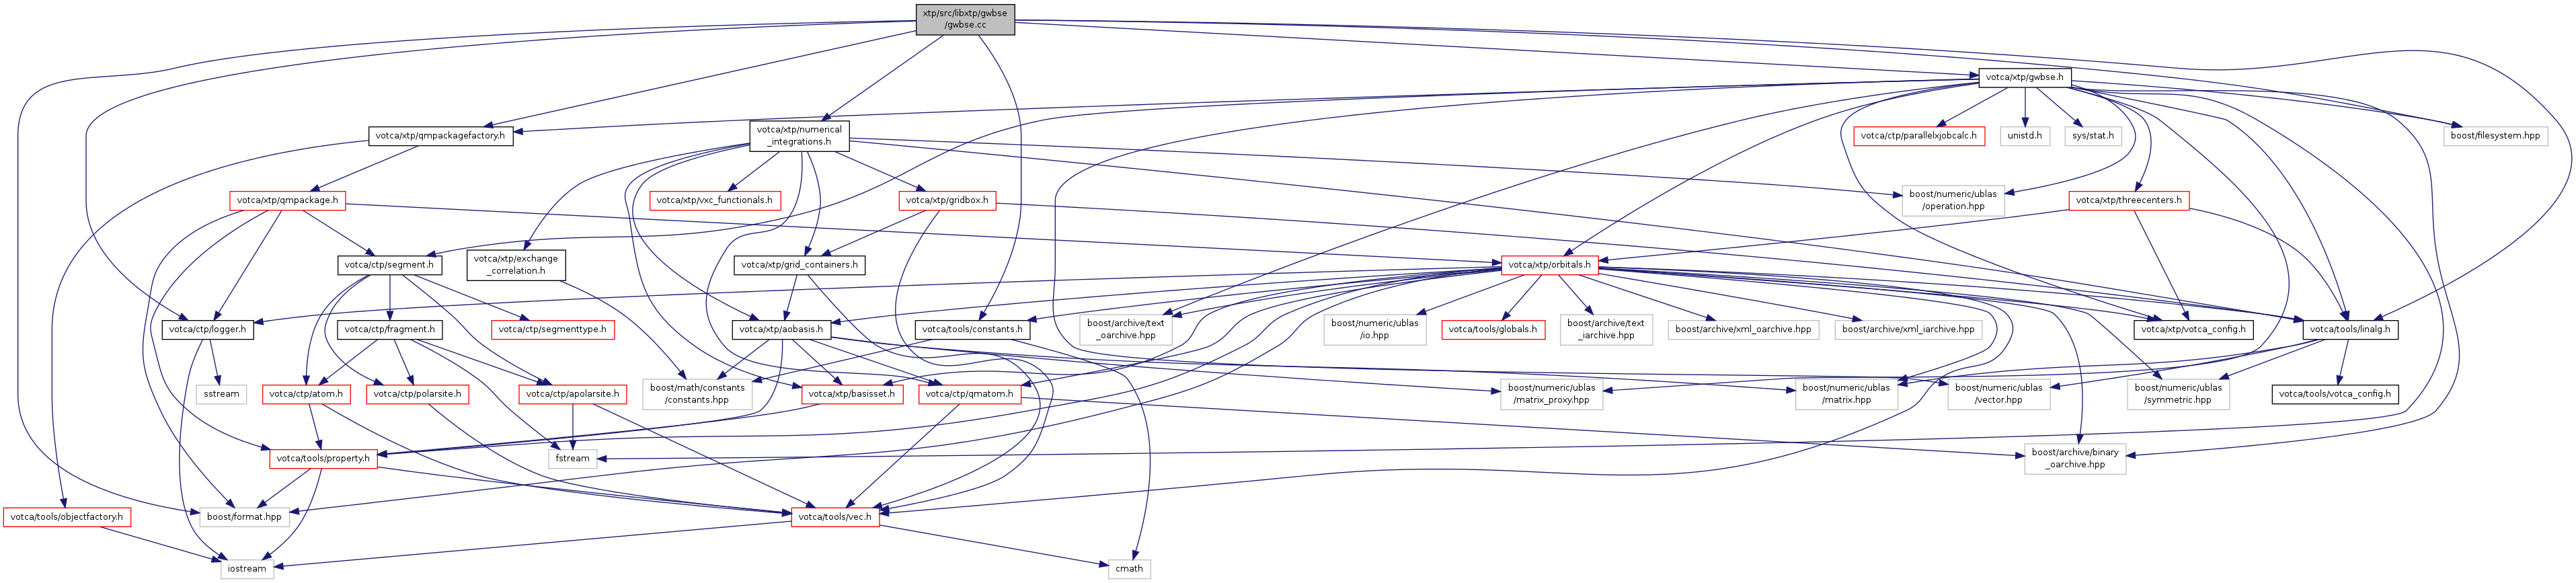 xtp/src/libxtp/gwbse
/gwbse.cc
votca/xtp/gwbse.h
votca/xtp/qmpackagefactory.h
votca/xtp/numerical
_integrations.h
votca/ctp/parallelxjobcalc.h
unistd.h
sys/stat.h
boost/filesystem.hpp
votca/xtp/qmpackage.h
votca/xtp/vxc_functionals.h
votca/xtp/gridbox.h
boost/numeric/ublas
/operation.hpp
votca/xtp/threecenters.h
votca/ctp/segment.h
votca/xtp/exchange
_correlation.h
votca/xtp/grid_containers.h
votca/xtp/orbitals.h
votca/ctp/logger.h
votca/ctp/fragment.h
votca/ctp/segmenttype.h
votca/xtp/aobasis.h
votca/tools/constants.h
boost/archive/text
_oarchive.hpp
boost/numeric/ublas
/io.hpp
votca/tools/globals.h
boost/archive/text
_iarchive.hpp
boost/archive/xml_oarchive.hpp
boost/archive/xml_iarchive.hpp
votca/xtp/votca_config.h
votca/tools/linalg.h
sstream
votca/ctp/atom.h
votca/ctp/polarsite.h
votca/ctp/apolarsite.h
boost/math/constants
/constants.hpp
votca/xtp/basisset.h
votca/ctp/qmatom.h
boost/numeric/ublas
/matrix_proxy.hpp
boost/numeric/ublas
/matrix.hpp
boost/numeric/ublas
/vector.hpp
boost/numeric/ublas
/symmetric.hpp
votca/tools/votca_config.h
votca/tools/property.h
fstream
boost/archive/binary
_oarchive.hpp
votca/tools/objectfactory.h
boost/format.hpp
votca/tools/vec.h
iostream
cmath